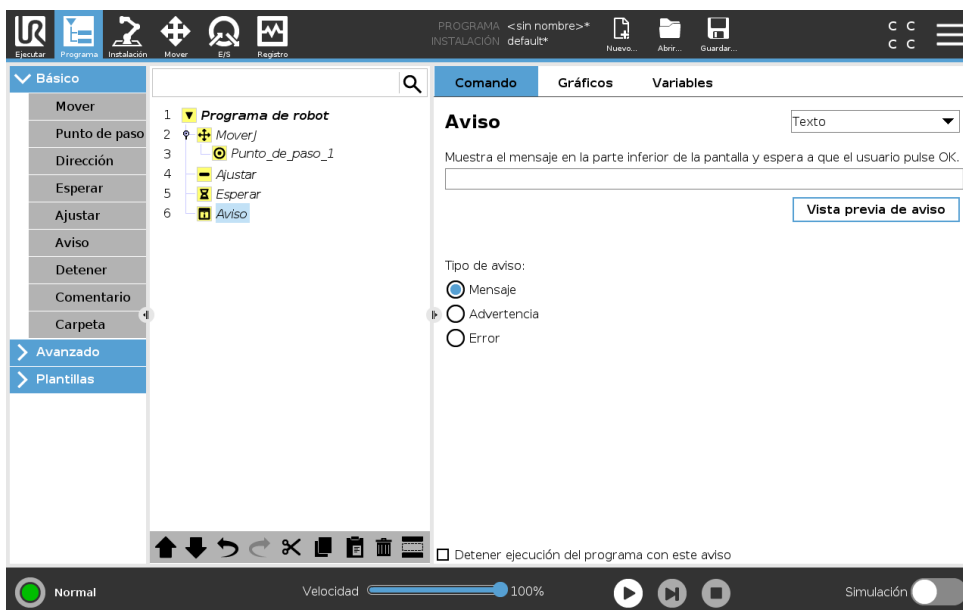 PROGRAMA <sin nombre>*
INSTALACIÓN default*
Ejecutar Programa Instalación Mover E/S Registro Nuevo... Abrir... Guardar...
C C
C C
Básico
Mover
Punto de paso
Dirección
Esperar
Ajustar
Aviso
Detener
Comentario
Carpeta
Avanzado
Plantillas
1 Programa de robot
2 MoverJ
3 Punto_de_paso_1
4 Ajustar
5 Esperar
6 Aviso
Comando Gráficos Variables
Aviso Texto
Muestra el mensaje en la parte inferior de la pantalla y espera a que el usuario pulse OK.
Vista previa de aviso
Tipo de aviso:
Mensaje
Advertencia
Error
Detener ejecución del programa con este aviso
Normal Velocidad 100% Simulación